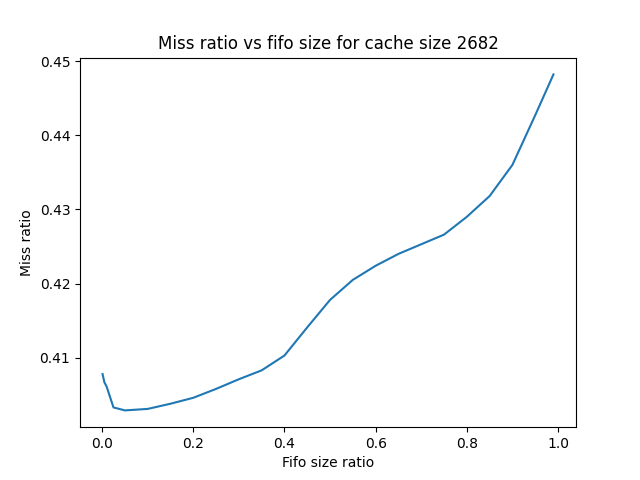 Miss ratio vs fifo size for cache size 2682
0.45
0.44
0.43
0.42
0.41
Miss ratio
0.0 0.2 0.4 0.6 0.8 1.0
Fifo size ratio